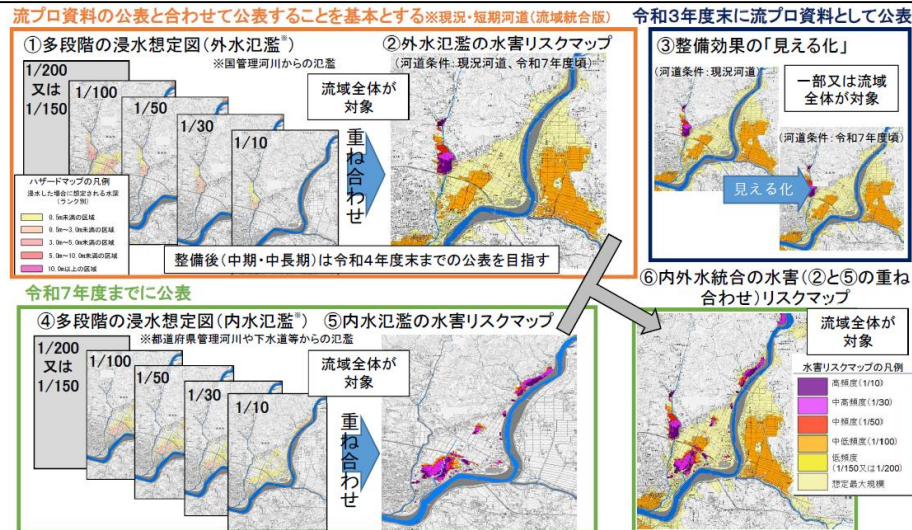 流プロ資料の公表と合わせて公表することを基本とする※現況・短期河道(流域統合版)
①多段階の浸水想定図(外水氾濫※)
※国管理河川からの氾濫
1/200
又は
1/150
1/100
1/50
1/30
1/10
ハザードマップの凡例
浸水した場合に想定される水深
(ランク別)
0.5m未満の区域
0.5m～3.0m未満の区域
3.0m～5.0m未満の区域
5.0m～10.0m未満の区域
10.0m以上の区域
流域全体が
対象
重ね合わせ
②外水氾濫の水害リスクマップ
(河道条件:現況河道、令和7年度頃)
整備後(中期・中長期)は令和4年度末までの公表を目指す
令和3年度末に流プロ資料として公表
③整備効果の「見える化」
(河道条件:現況河道)
一部又は流域
全体が対象
(河道条件:令和7年度頃)
見える化
令和7年度までに公表
④多段階の浸水想定図(内水氾濫※)
※都道府県管理河川や下水道等からの氾濫
1/200
又は
1/150
1/100
1/50
1/30
1/10
流域全体が
対象
重ね合わせ
⑤内水氾濫の水害リスクマップ
⑥内外水統合の水害(②と⑤の重ね
合わせ)リスクマップ
流域全体が
対象
水害リスクマップの凡例
高頻度(1/10)
中高頻度(1/30)
中頻度(1/50)
中低頻度(1/100)
低頻度
(1/150又は1/200)
想定最大規模